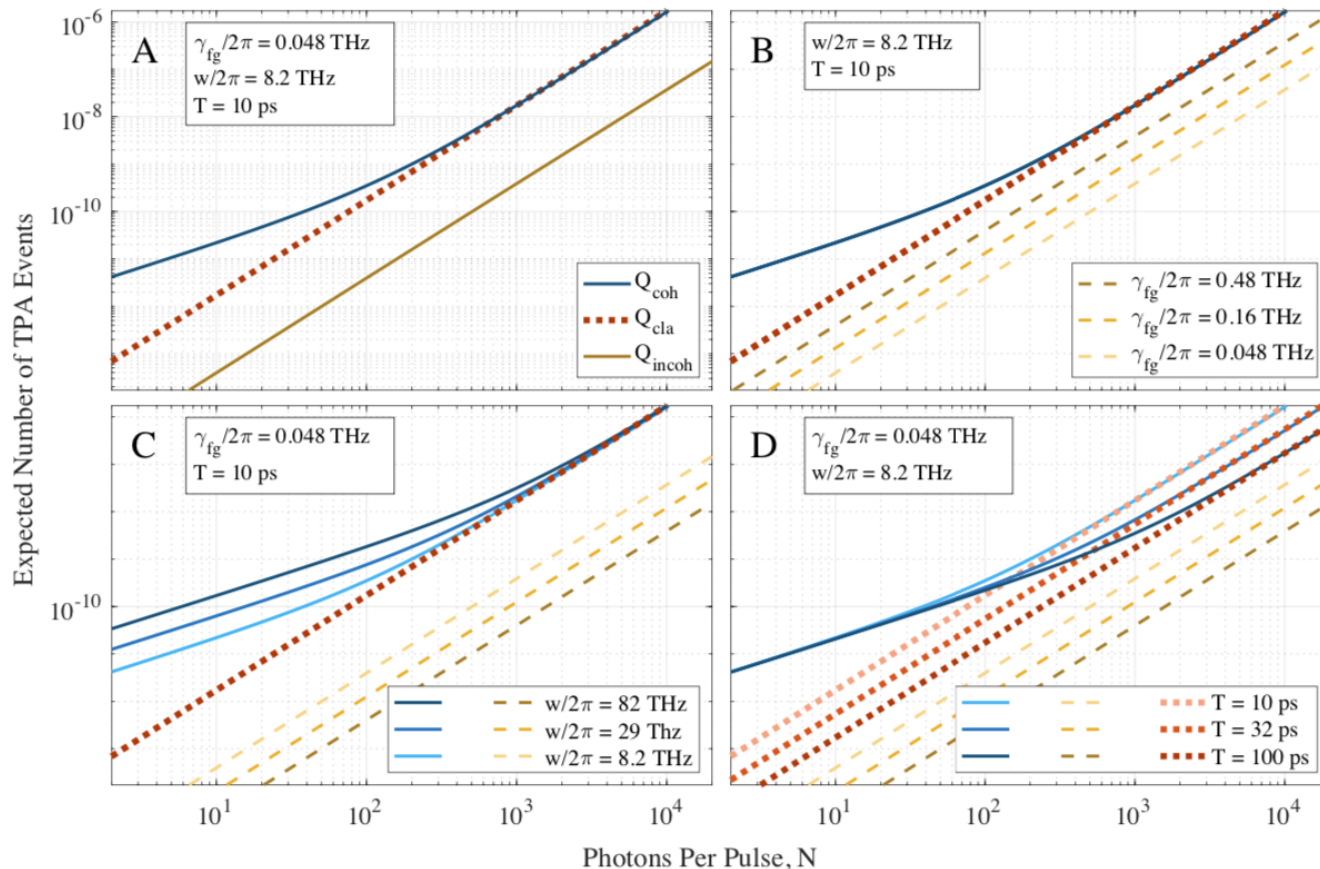 Expected Number of TPA Events
10⁻⁶
10⁻⁸
10⁻¹⁰
A
γfg/2π = 0.048 THz
w/2π = 8.2 THz
T = 10 ps
Qcoh
Qcla
Qincoh
B
w/2π = 8.2 THz
T = 10 ps
γfg/2π = 0.48 THz
γfg/2π = 0.16 THz
γfg/2π = 0.048 THz
10⁻¹⁰
C
γfg/2π = 0.048 THz
T = 10 ps
w/2π = 82 THz
w/2π = 29 Thz
w/2π = 8.2 THz
D
γfg/2π = 0.048 THz
w/2π = 8.2 THz
T = 10 ps
T = 32 ps
T = 100 ps
10¹ 10² 10³ 10⁴ 10¹ 10² 10³ 10⁴
Photons Per Pulse, N